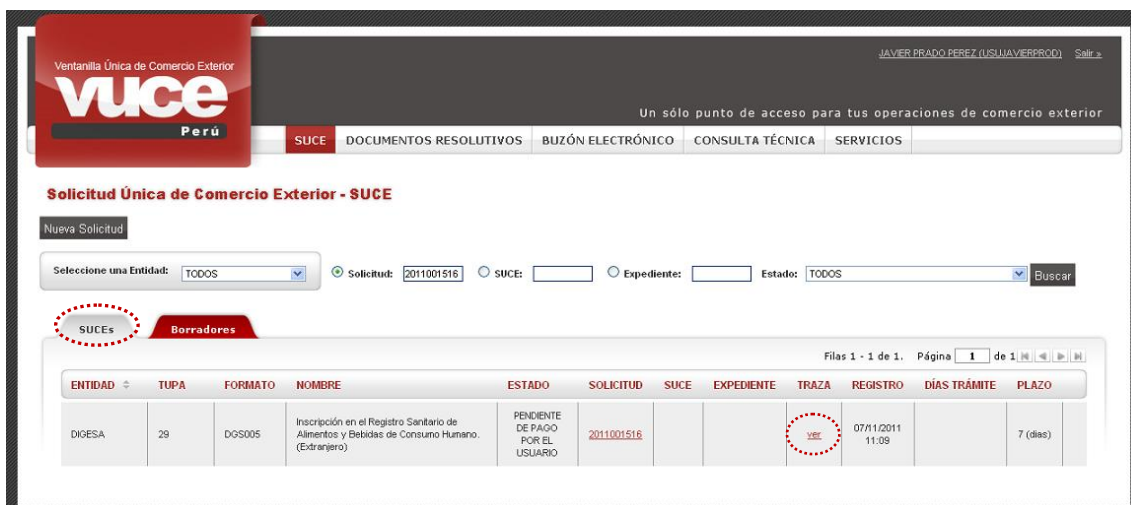 JAVIER PRADO PEREZ (USUJAVIERPROD) Salir »
Ventanilla Única de Comercio Exterior
vuce
Perú
Un sólo punto de acceso para tus operaciones de comercio exterior
SUCE DOCUMENTOS RESOLUTIVOS BUZÓN ELECTRÓNICO CONSULTA TÉCNICA SERVICIOS
Solicitud Única de Comercio Exterior - SUCE
Nueva Solicitud
Seleccione una Entidad: TODOS Solicitud: 2011001516 SUCE: Expediente: Estado: TODOS Buscar
SUCEs Borradores
Filas 1 - 1 de 1. Página 1 de 1
ENTIDAD TUPA FORMATO NOMBRE ESTADO SOLICITUD SUCE EXPEDIENTE TRAZA REGISTRO DÍAS TRÁMITE PLAZO
DIGESA 29 DGS005 Inscripción en el Registro Sanitario de
Alimentos y Bebidas de Consumo Humano.
(Extranjero)
PENDIENTE
DE PAGO
POR EL
USUARIO
2011001516 ver 07/11/2011
11:09
7 (dias)